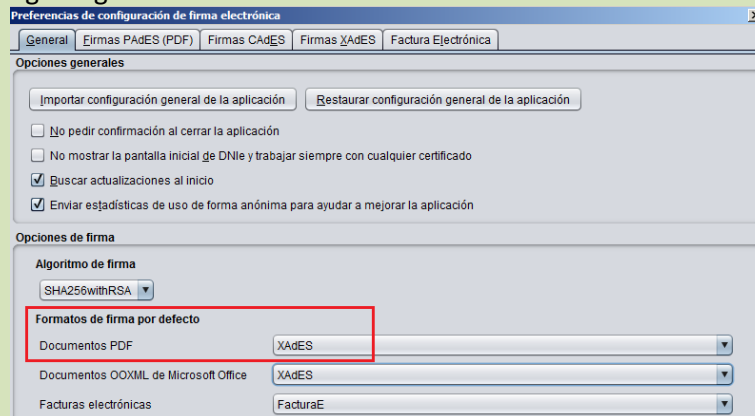 Preferencias de configuración de firma electrónica
General Firmas PAdES (PDF) Firmas CAdES Firmas XAdES Factura Electrónica
Opciones generales
Importar configuración general de la aplicación Restaurar configuración general de la aplicación
No pedir confirmación al cerrar la aplicación
No mostrar la pantalla inicial de DNIe y trabajar siempre con cualquier certificado
Buscar actualizaciones al inicio
Enviar estadísticas de uso de forma anónima para ayudar a mejorar la aplicación
Opciones de firma
Algoritmo de firma
SHA256withRSA
Formatos de firma por defecto
Documentos PDF XAdES
Documentos OOXML de Microsoft Office XAdES
Facturas electrónicas FacturaE